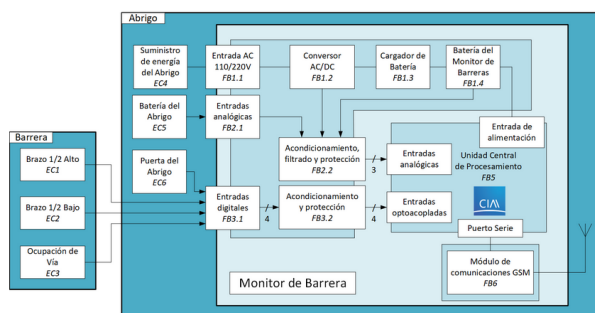 Abrigo
Suministro
de energía
del Abrigo
EC4
Entrada AC
110/220V
FB1.1
Conversor
AC/DC
FB1.2
Cargador de
Batería
FB1.3
Batería del
Monitor de
Barreras
FB1.4
Batería del
Abrigo
EC5
Entradas
analógicas
FB2.1
Entrada de
alimentación
Barrera
Brazo 1/2 Alto
EC1
Puerta del
Abrigo
EC6
Acondicionamiento,
filtrado y protección
FB2.2
3
Entradas
analógicas
Unidad Central
de Procesamiento
FB5
Brazo 1/2 Bajo
EC2
Entradas
digitales
FB3.1
4
Acondicionamiento
y protección
FB3.2
4
Entradas
optoacopladas
CIAA
Puerto Serie
Ocupación de
Vía
EC3
Monitor de Barrera
Módulo de
comunicaciones GSM
FB6